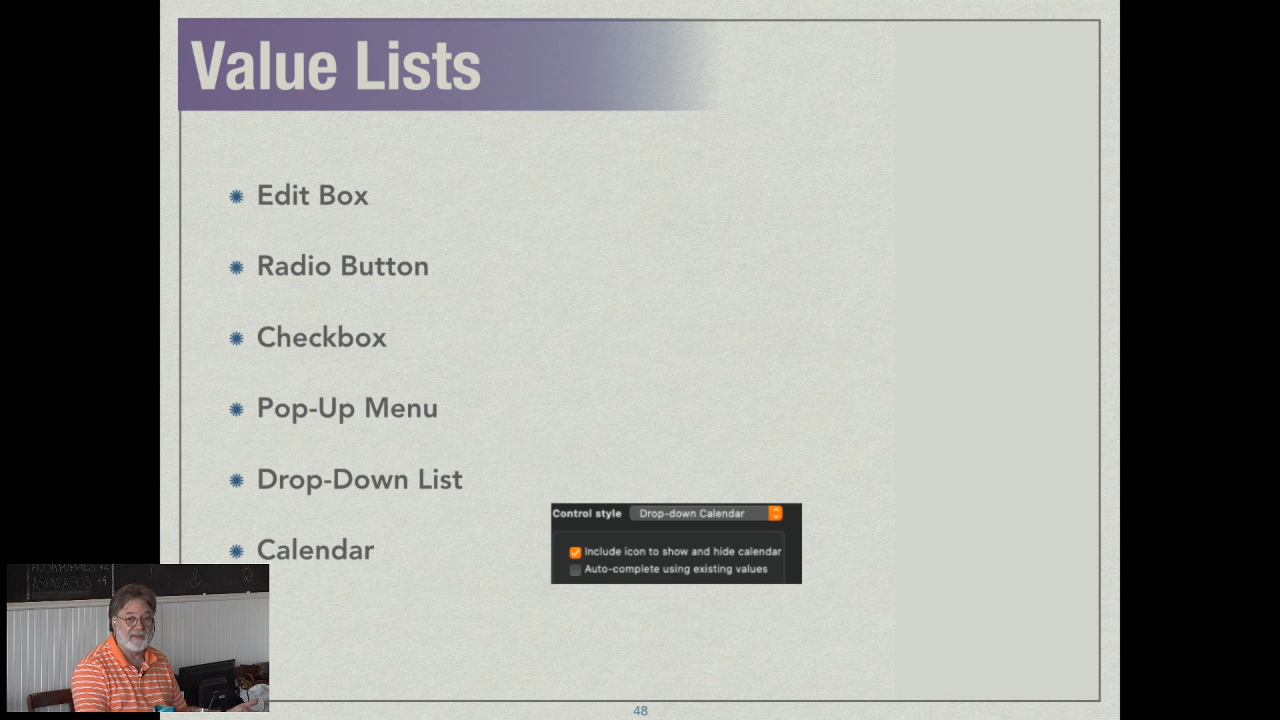 Value Lists
Edit Box
Radio Button
Checkbox
Pop-Up Menu
Drop-Down List
Calendar
Control style Drop-down Calendar
Include icon to show and hide calendar
Auto-complete using existing values
ASPARAGUS
48